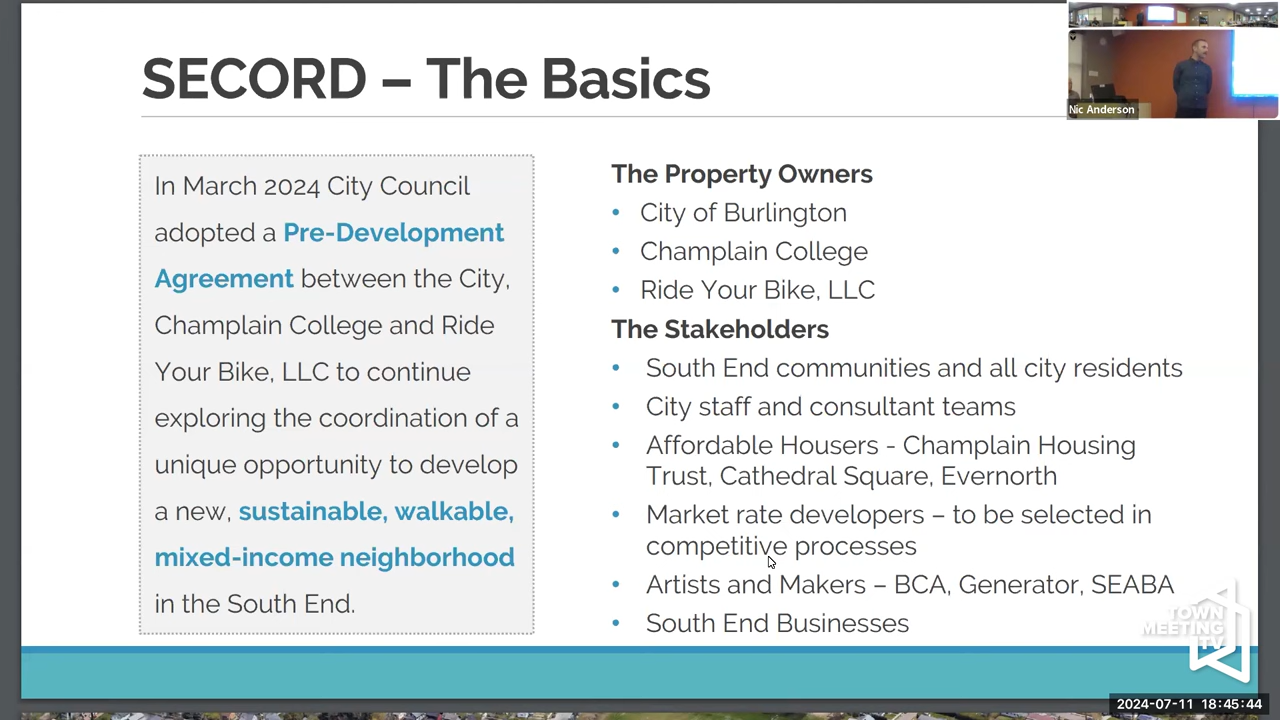 SECORD – The Basics
In March 2024 City Council
adopted a Pre-Development
Agreement between the City,
Champlain College and Ride
Your Bike, LLC to continue
exploring the coordination of a
unique opportunity to develop
a new, sustainable, walkable,
mixed-income neighborhood
in the South End.
The Property Owners
• City of Burlington
• Champlain College
• Ride Your Bike, LLC
The Stakeholders
• South End communities and all city residents
• City staff and consultant teams
• Affordable Housers - Champlain Housing
Trust, Cathedral Square, Evernorth
• Market rate developers – to be selected in
competitive processes
• Artists and Makers – BCA, Generator, SEABA
• South End Businesses
Nic Anderson
TOWN
MEETING
TV
2024-07-11 18:45:44